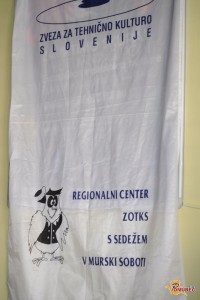 ZVEZA ZA TEHNIČNO KULTURO
SLOVENIJE
REGIONALNI CENTER
ZOTKS
S SEDEŽEM
V MURSKI SOBOTI